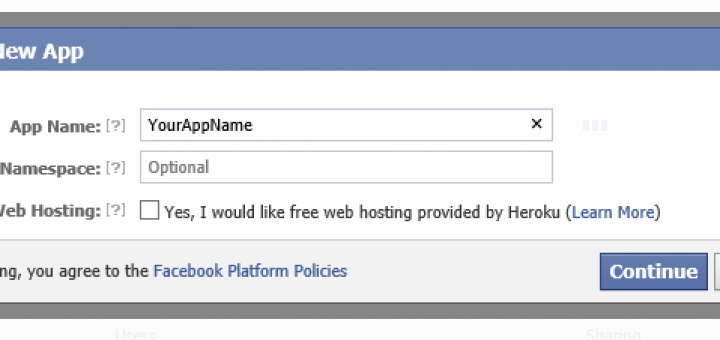 New App
App Name: [?] YourAppName ×
Namespace: [?] Optional
Web Hosting: [?] Yes, I would like free web hosting provided by Heroku (Learn More)
ng, you agree to the Facebook Platform Policies
Continue
Users
Sharing